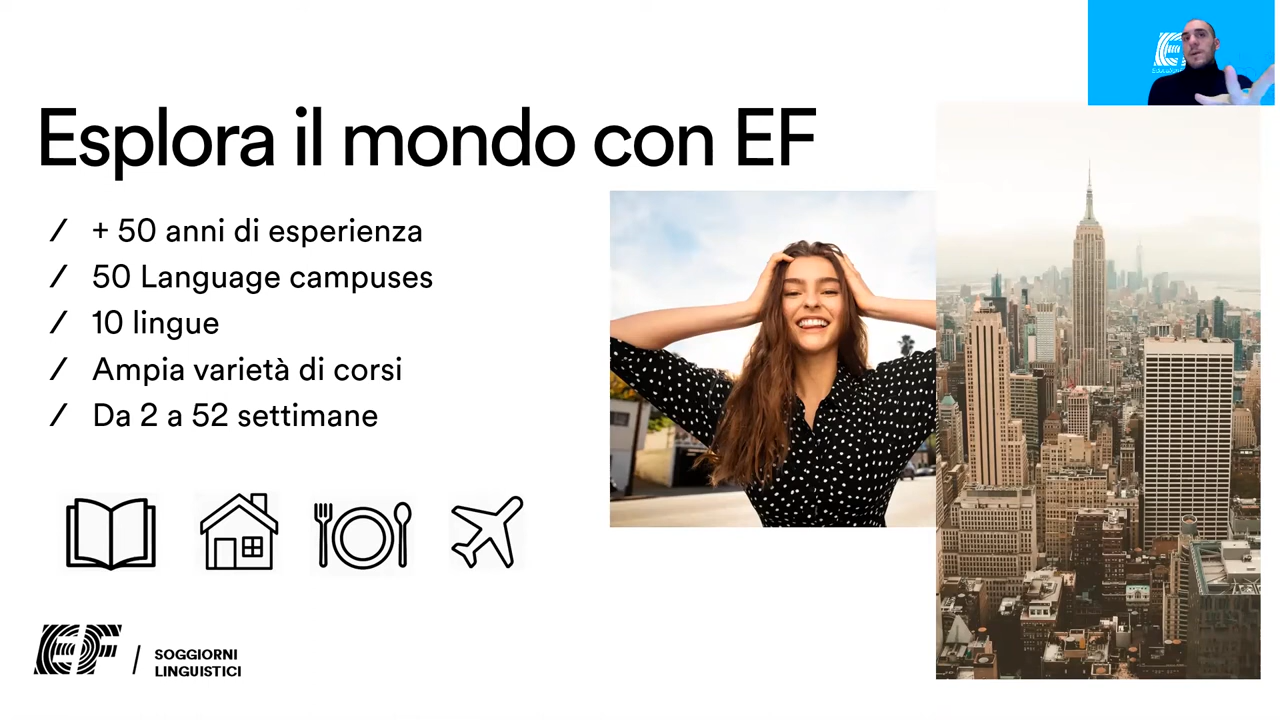 Esplora il mondo con EF
/ + 50 anni di esperienza
/ 50 Language campuses
/ 10 lingue
/ Ampia varietà di corsi
/ Da 2 a 52 settimane
EF / SOGGIORNI
LINGUISTICI